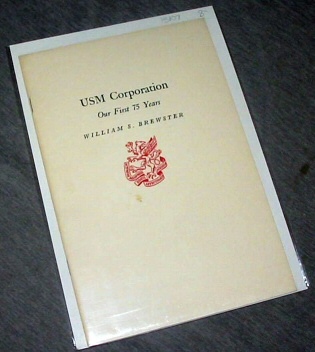 USM Corporation
Our First 75 Years
WILLIAM S. BREWSTER